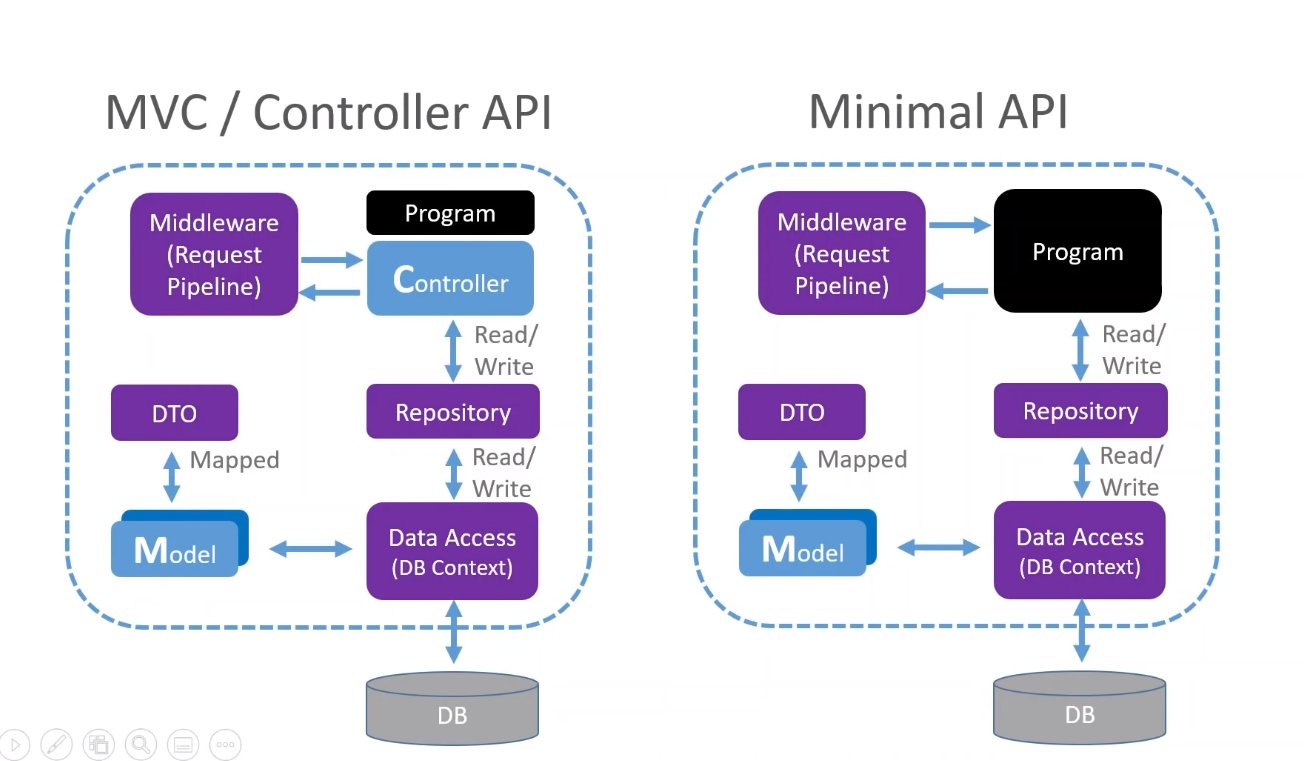 MVC / Controller API
Middleware
(Request
Pipeline)
Program
Controller
Read/
Write
DTO
Repository
Mapped
Read/
Write
Model
Data Access
(DB Context)
DB
Minimal API
Middleware
(Request
Pipeline)
Program
Read/
Write
DTO
Repository
Mapped
Read/
Write
Model
Data Access
(DB Context)
DB